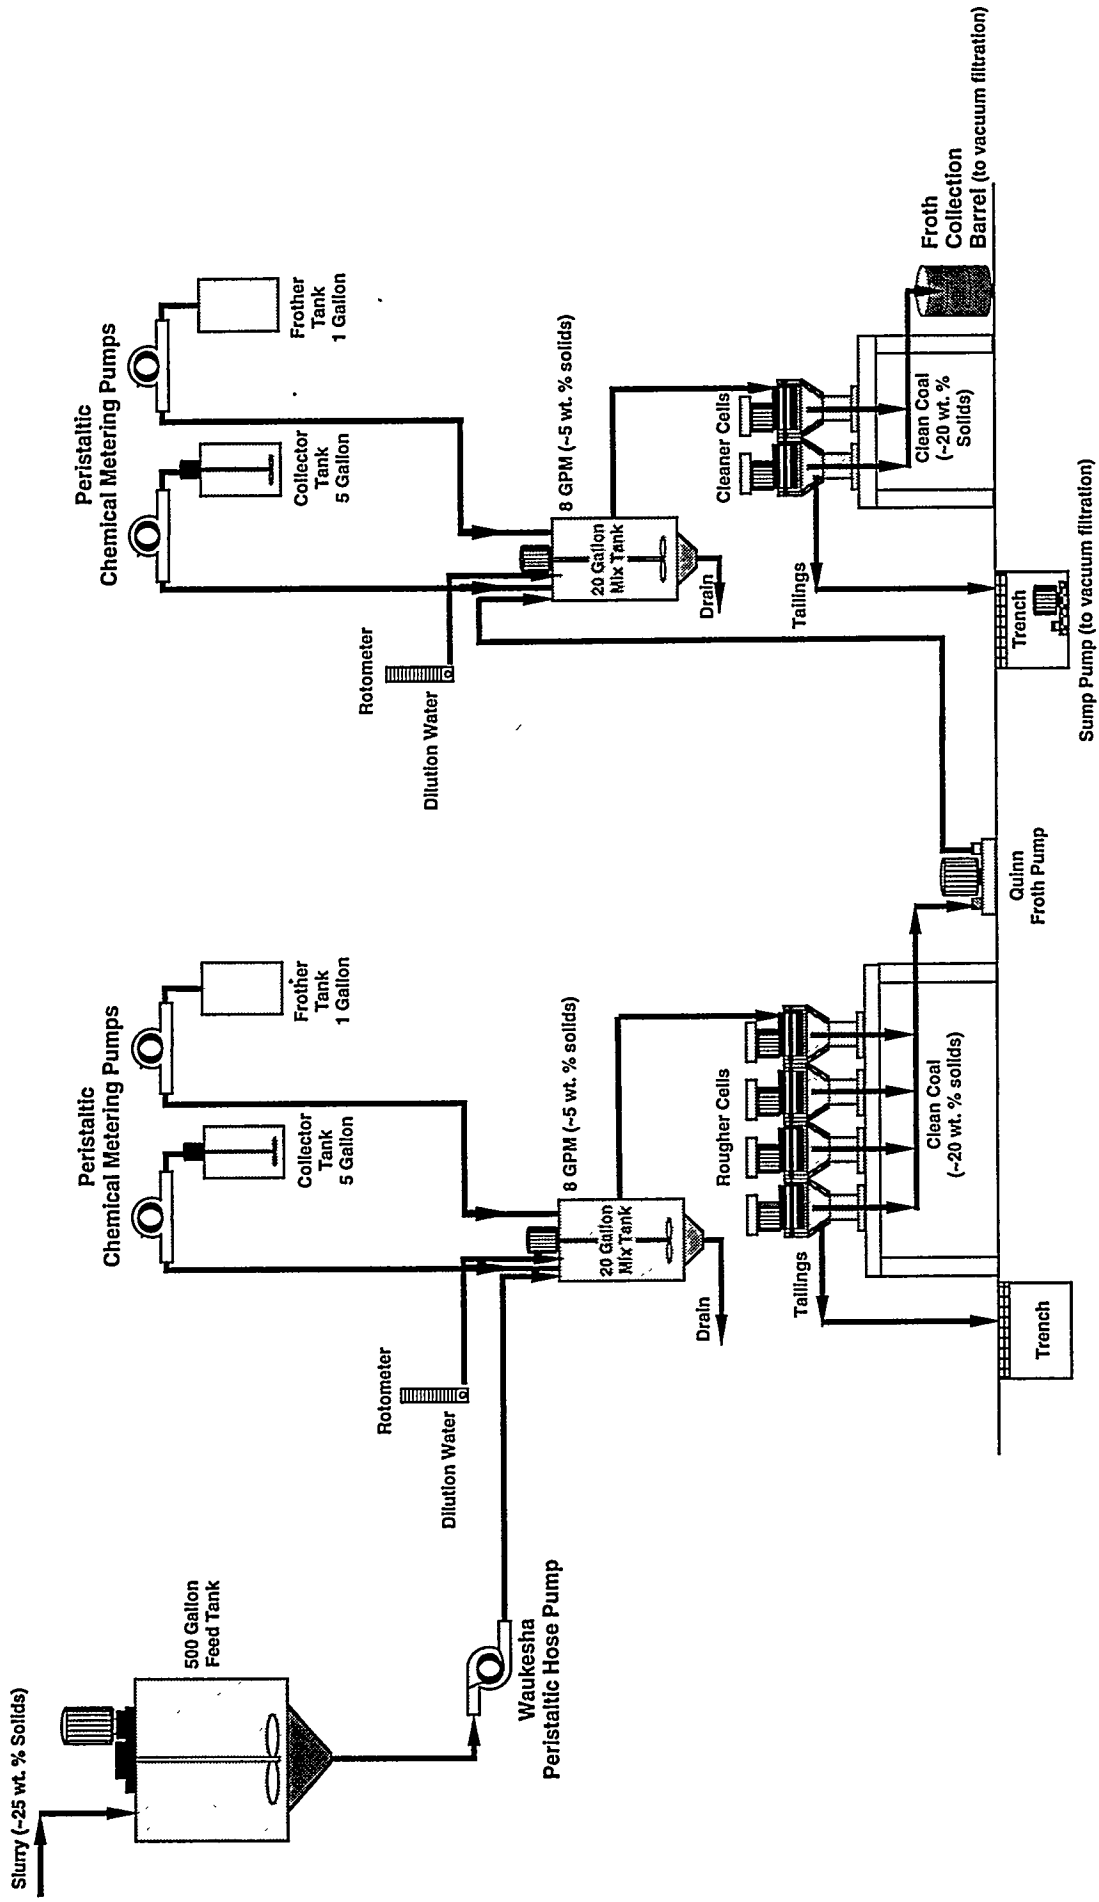 Slurry (~25 wt. % Solids)
500 Gallon
Feed Tank
Waukesha
Peristaltic Hose Pump
Peristaltic
Chemical Metering Pumps
Collector
Tank
5 Gallon
Frother
Tank
1 Gallon
Rotometer
Dilution Water
20 Gallon
Mix Tank
8 GPM (~5 wt. % solids)
Drain
Rougher Cells
Tailings
Clean Coal
(~20 wt. % solids)
Trench
Quinn
Froth Pump
Peristaltic
Chemical Metering Pumps
Collector
Tank
5 Gallon
Frother
Tank
1 Gallon
Rotometer
Dilution Water
20 Gallon
Mix Tank
8 GPM (~5 wt. % solids)
Drain
Cleaner Cells
Tailings
Clean Coal
(~20 wt. %
Solids)
Trench
Sump Pump (to vacuum filtration)
Froth
Collection
Barrel (to vacuum filtration)